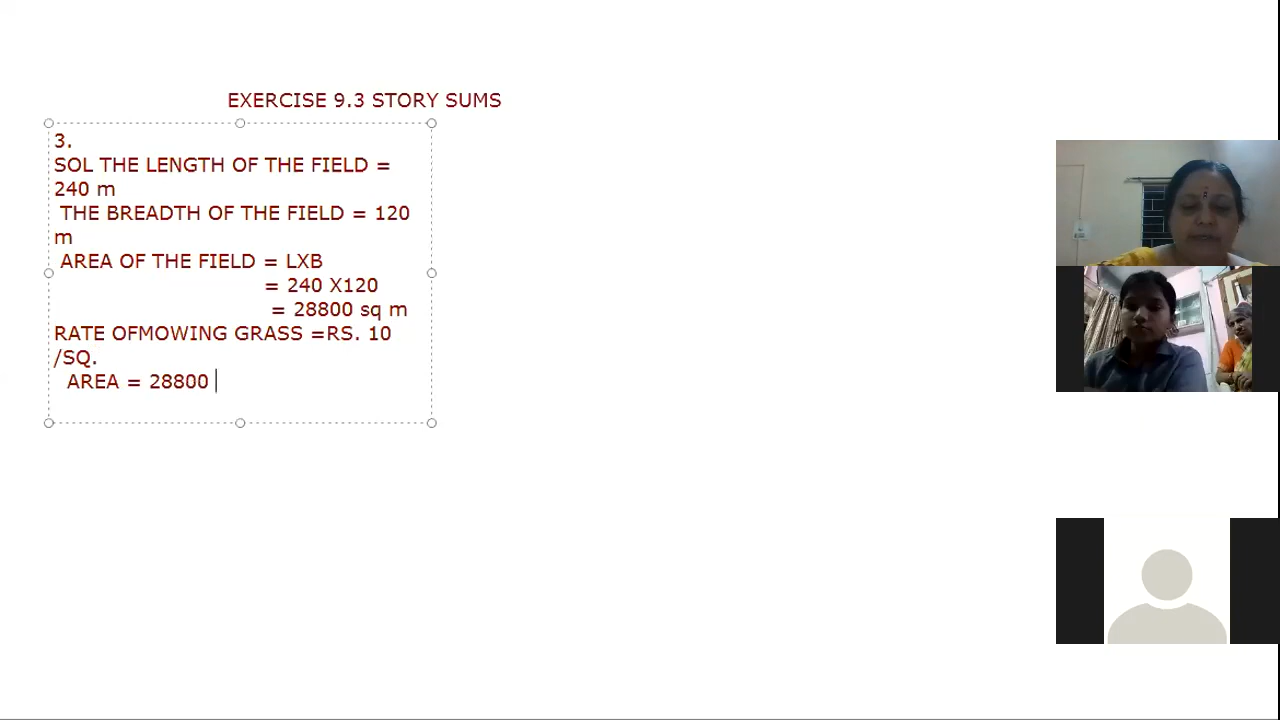 EXERCISE 9.3 STORY SUMS
3.
SOL THE LENGTH OF THE FIELD =
240 m
THE BREADTH OF THE FIELD = 120
m
AREA OF THE FIELD = LXB
= 240 X120
= 28800 sq m
RATE OFMOWING GRASS =RS. 10
/SQ.
AREA = 28800